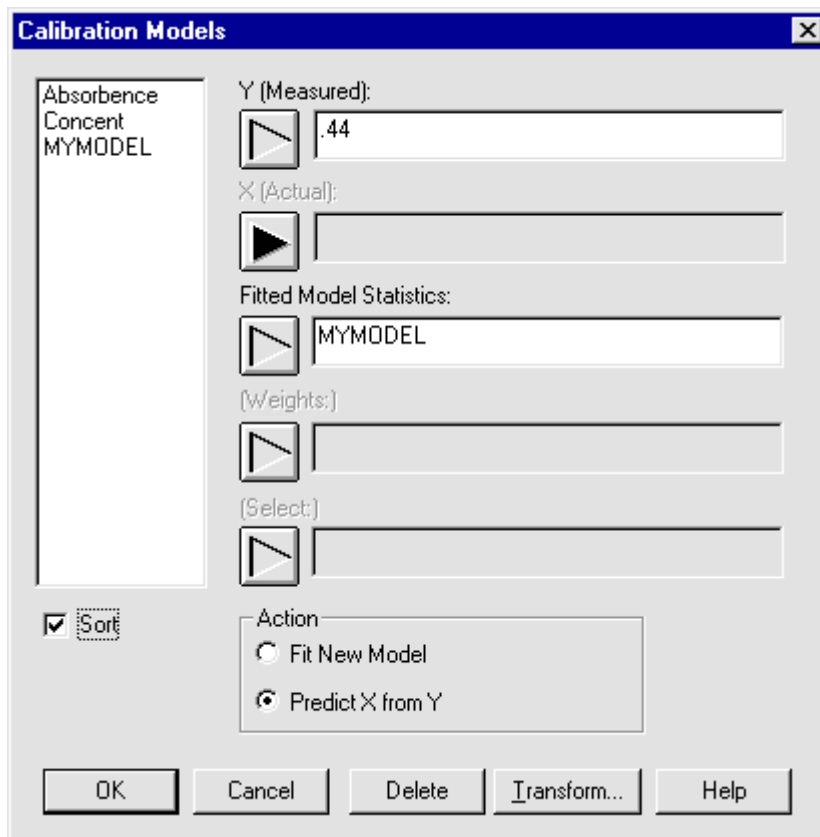 Calibration Models
Absorbence
Concent
MYMODEL
Sort
Y (Measured):
.44
X (Actual):
Fitted Model Statistics:
MYMODEL
(Weights:)
(Select:)
Action
Fit New Model
Predict X from Y
OK
Cancel
Delete
Transform...
Help